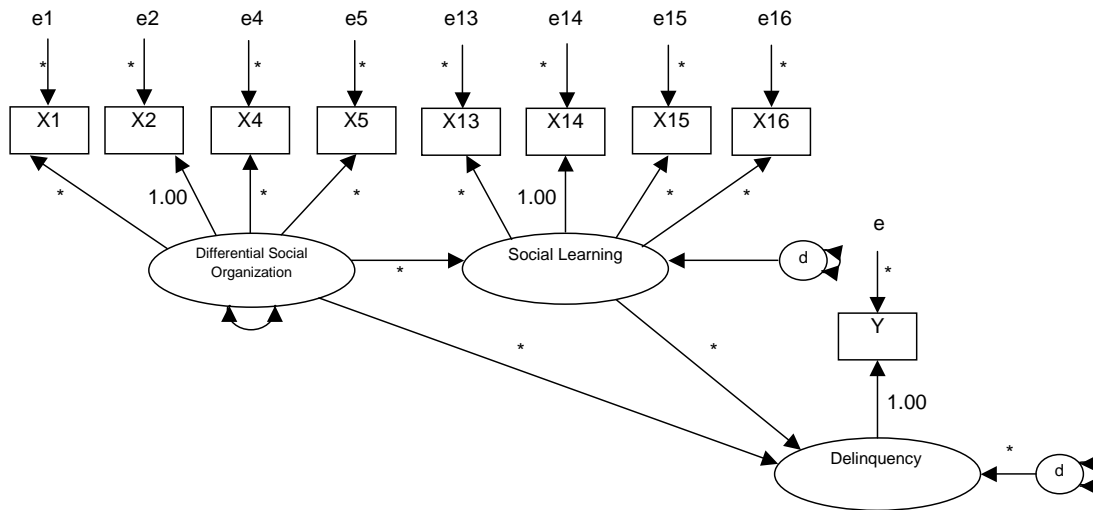 e1 e2 e4 e5 e13 e14 e15 e16
* * * * * * * *
X1 X2 X4 X5 X13 X14 X15 X16
* 1.00 * * * 1.00 * *
e
Differential Social
Organization
Social Learning
d
*
*
Y
* *
1.00
Delinquency
*
d